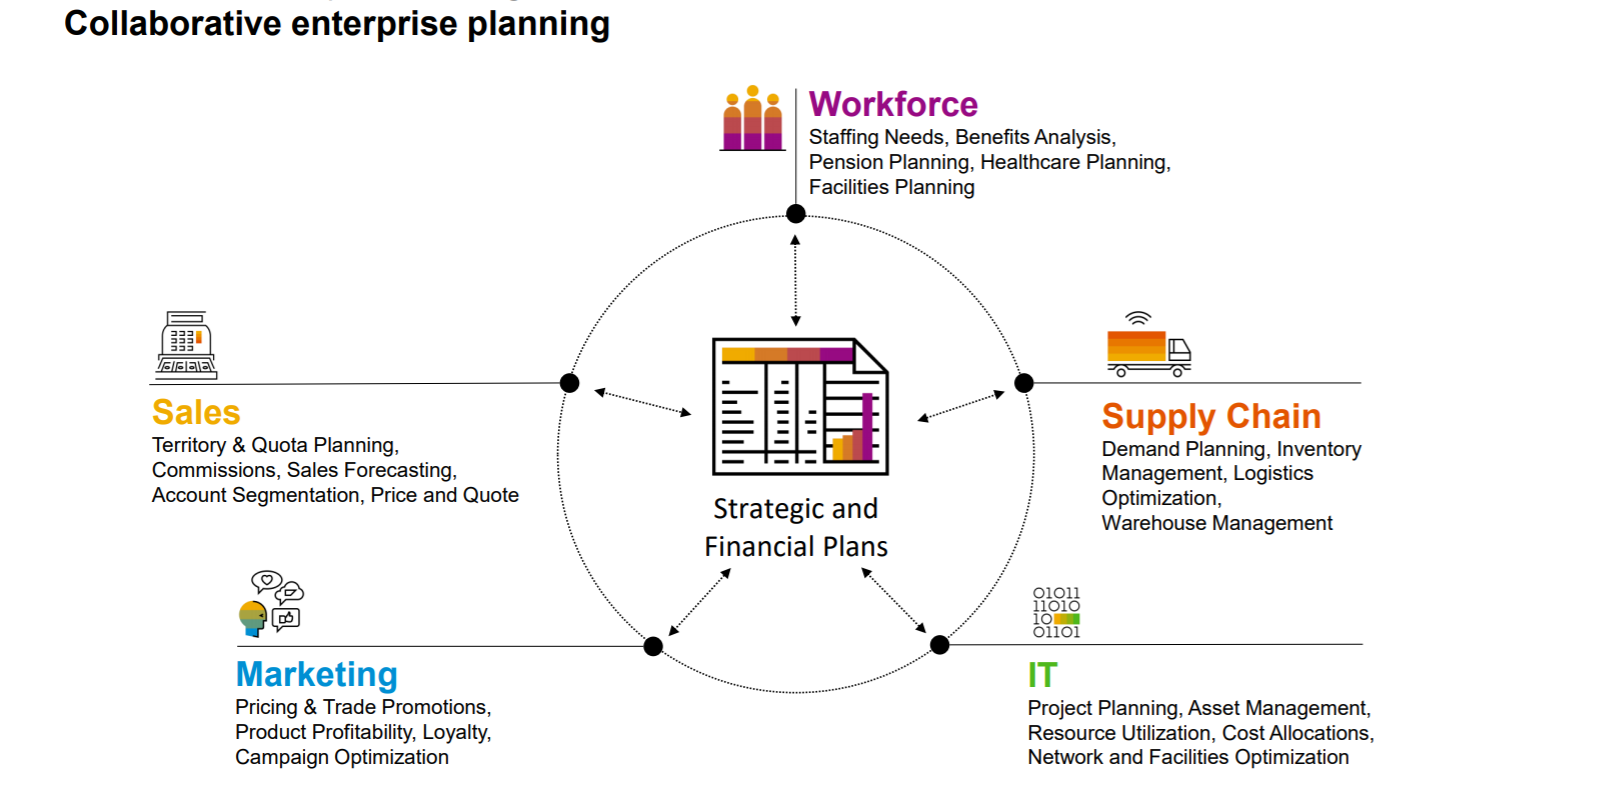 Collaborative enterprise planning
Workforce
Staffing Needs, Benefits Analysis,
Pension Planning, Healthcare Planning,
Facilities Planning
Sales
Territory & Quota Planning,
Commissions, Sales Forecasting,
Account Segmentation, Price and Quote
Supply Chain
Demand Planning, Inventory
Management, Logistics
Optimization,
Warehouse Management
Strategic and
Financial Plans
Marketing
Pricing & Trade Promotions,
Product Profitability, Loyalty,
Campaign Optimization
01011
11010
10
01101
IT
Project Planning, Asset Management,
Resource Utilization, Cost Allocations,
Network and Facilities Optimization